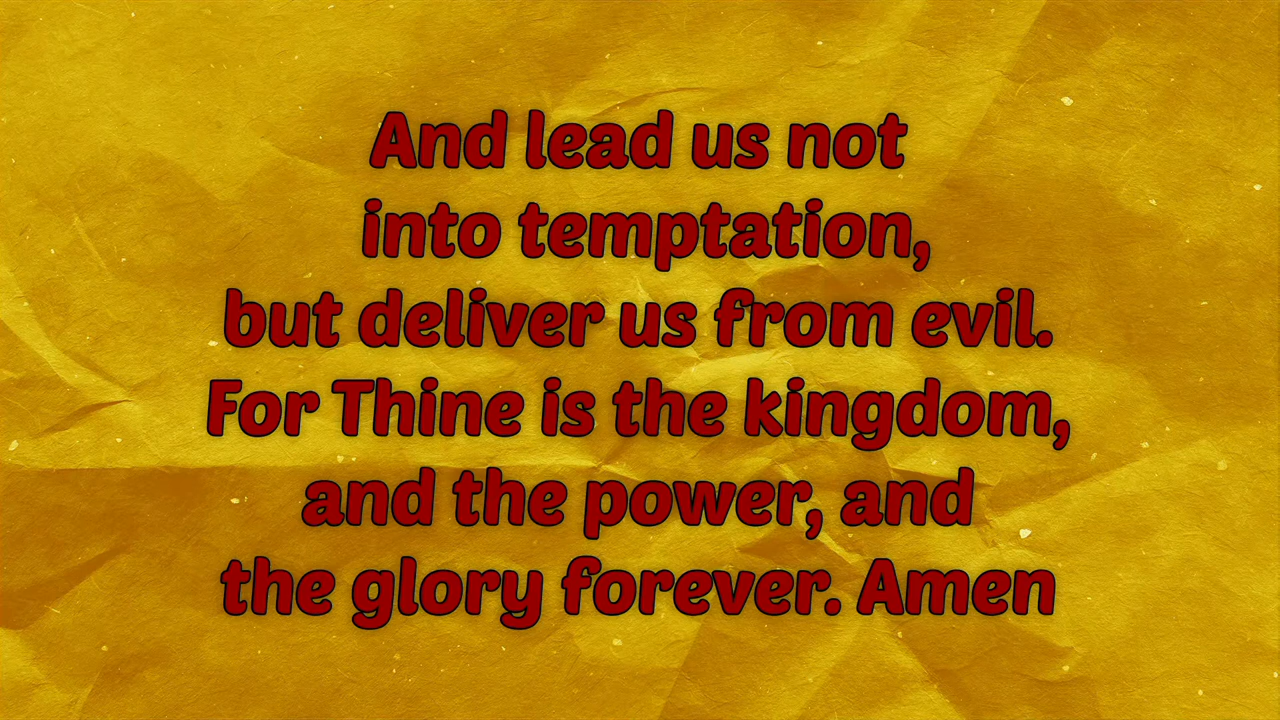 And lead us not
into temptation,
but deliver us from evil.
For Thine is the kingdom,
and the power, and
the glory forever. Amen